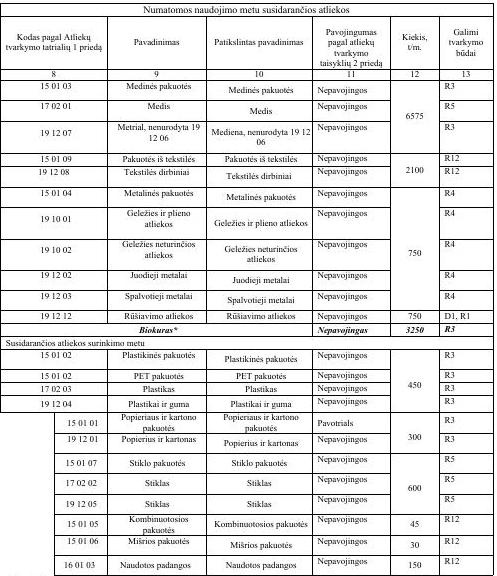 Numatomos naudojimo metu susidarančios atliekos
Kodas pagal Atliekų tvarkymo tatrialių 1 priedą | Pavadinimas | Patikslintas pavadinimas | Pavojingumas pagal atliekų tvarkymo taisyklių 2 priedą | Kiekis, t/m. | Galimi tvarkymo būdai
8 | 9 | 10 | 11 | 12 | 13
15 01 03 | Medinės pakuotės | Medinės pakuotės | Nepavojingos | 6575 | R3
17 02 01 | Medis | Medis | Nepavojingos | R5
19 12 07 | Metrial, nenurodyta 19 12 06 | Mediena, nenurodyta 19 12 06 | Nepavojingos | R3
15 01 09 | Pakuotės iš tekstilės | Pakuotės iš tekstilės | Nepavojingos | 2100 | R12
19 12 08 | Tekstilės dirbiniai | Tekstilės dirbiniai | Nepavojingos | R12
15 01 04 | Metalinės pakuotės | Metalinės pakuotės | Nepavojingos | 750 | R4
19 10 01 | Geležies ir plieno atliekos | Geležies ir plieno atliekos | Nepavojingos | R4
19 10 02 | Geležies neturinčios atliekos | Geležies neturinčios atliekos | Nepavojingos | R4
19 12 02 | Juodieji metalai | Juodieji metalai | Nepavojingos | R4
19 12 03 | Spalvotieji metalai | Spalvotieji metalai | Nepavojingos | R4
19 12 12 | Rūšiavimo atliekos | Rūšiavimo atliekos | Nepavojingos | 750 | D1, R1
Biokuras* | Nepavojingas | 3250 | R3
Susidarančios atliekos surinkimo metu
15 01 02 | Plastikinės pakuotės | Plastikinės pakuotės | Nepavojingos | 450 | R3
15 01 02 | PET pakuotės | PET pakuotės | Nepavojingos | R3
17 02 03 | Plastikas | Plastikas | Nepavojingos | R3
19 12 04 | Plastikai ir guma | Plastikai ir guma | Nepavojingos | R3
15 01 01 | Popieriaus ir kartono pakuotės | Popieriaus ir kartono pakuotės | Pavotrials | 300 | R3
19 12 01 | Popierius ir kartonas | Popierius ir kartonas | Nepavojingos | R3
15 01 07 | Stiklo pakuotės | Stiklo pakuotės | Nepavojingos | 600 | R5
17 02 02 | Stiklas | Stiklas | Nepavojingos | R5
19 12 05 | Stiklas | Stiklas | Nepavojingos | R5
15 01 05 | Kombinuotosios pakuotės | Kombinuotosios pakuotės | Nepavojingos | 45 | R12
15 01 06 | Mišrios pakuotės | Mišrios pakuotės | Nepavojingos | 30 | R12
16 01 03 | Naudotos padangos | Naudotos padangos | Nepavojingos | 150 | R12